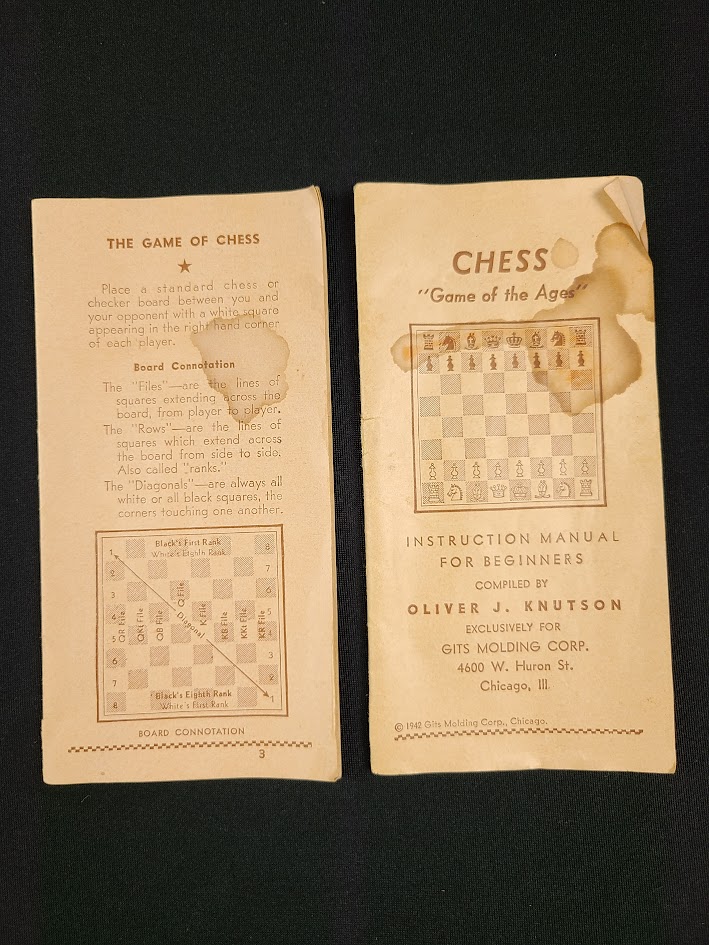 THE GAME OF CHESS
Place a standard chess or
checker board between you and
your opponent with a white square
appearing in the right hand corner
of each player.
Board Connotation
The "Files"—are the lines of
squares extending across the
board, from player to player.
The "Rows"—are the lines of
squares which extend across
the board from side to side.
Also called "ranks."
The "Diagonals"—are always all
white or all black squares, the
corners touching one another.
Black's First Rank
White's Eighth Rank
1 8
2 7
3 6
4 5
5 4
6 3
7 2
8 1
QR File
QKt File
QB File
Q File
K File
KB File
KKt File
KR File
Diagonal
Black's Eighth Rank
White's First Rank
BOARD CONNOTATION
3
CHESS
"Game of the Ages"
INSTRUCTION MANUAL
FOR BEGINNERS
COMPILED BY
OLIVER J. KNUTSON
EXCLUSIVELY FOR
GITS MOLDING CORP.
4600 W. Huron St.
Chicago, Ill.
© 1942 Gits Molding Corp., Chicago.